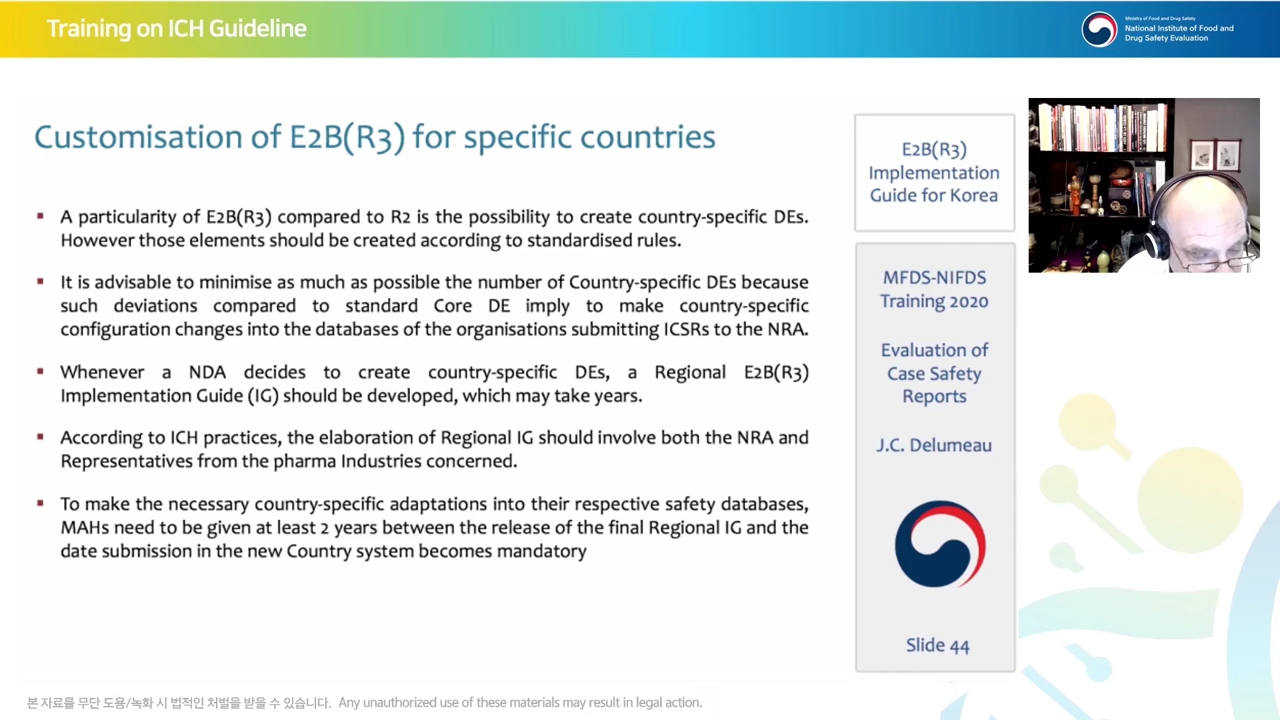 Training on ICH Guideline
Ministry of Food and Drug Safety
National Institute of Food and
Drug Safety Evaluation
Customisation of E2B(R3) for specific countries
▪ A particularity of E2B(R3) compared to R2 is the possibility to create country-specific DEs.
However those elements should be created according to standardised rules.
▪ It is advisable to minimise as much as possible the number of Country-specific DEs because
such deviations compared to standard Core DE imply to make country-specific
configuration changes into the databases of the organisations submitting ICSRs to the NRA.
▪ Whenever a NDA decides to create country-specific DEs, a Regional E2B(R3)
Implementation Guide (IG) should be developed, which may take years.
▪ According to ICH practices, the elaboration of Regional IG should involve both the NRA and
Representatives from the pharma Industries concerned.
▪ To make the necessary country-specific adaptations into their respective safety databases,
MAHs need to be given at least 2 years between the release of the final Regional IG and the
date submission in the new Country system becomes mandatory
E2B(R3)
Implementation
Guide for Korea
MFDS-NIFDS
Training 2020
Evaluation of
Case Safety
Reports
J.C. Delumeau
Slide 44
본 자료를 무단 도용/녹화 시 법적인 처벌을 받을 수 있습니다. Any unauthorized use of these materials may result in legal action.